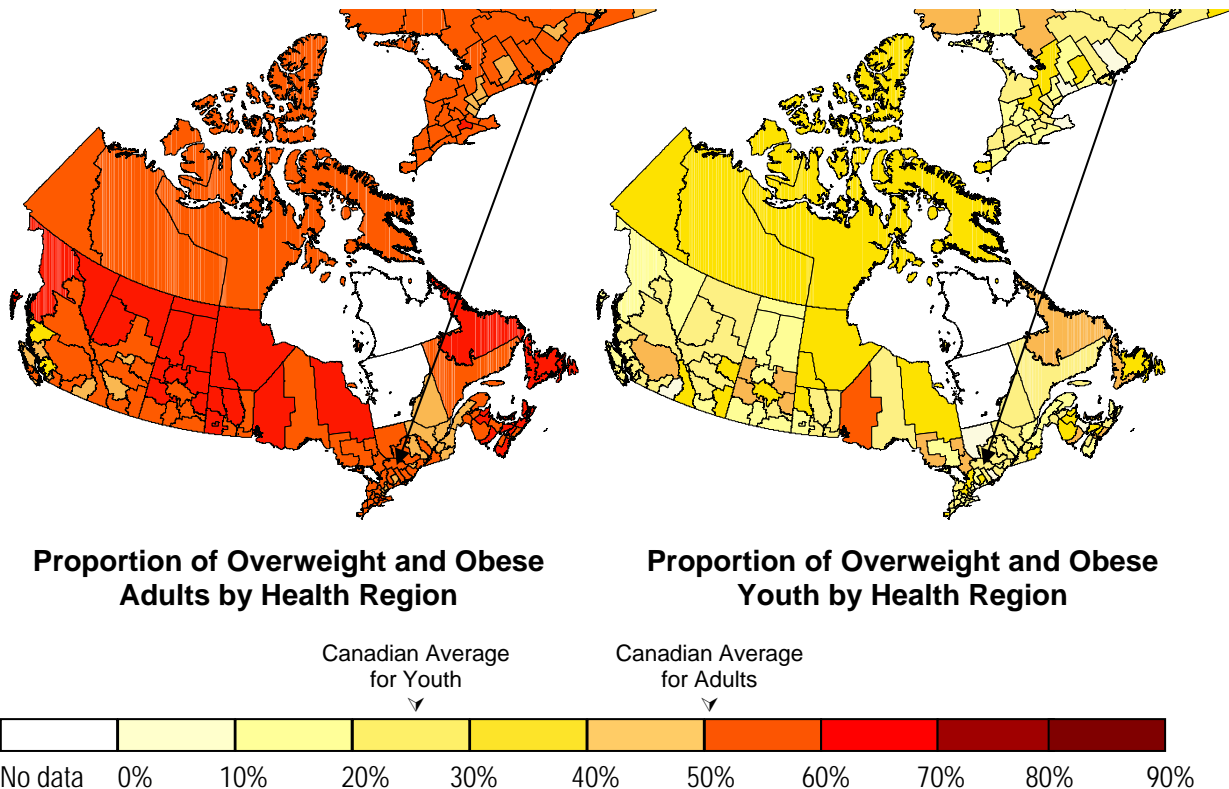 Proportion of Overweight and Obese
Adults by Health Region
Proportion of Overweight and Obese
Youth by Health Region
Canadian Average
for Youth
Canadian Average
for Adults
No data 0% 10% 20% 30% 40% 50% 60% 70% 80% 90%